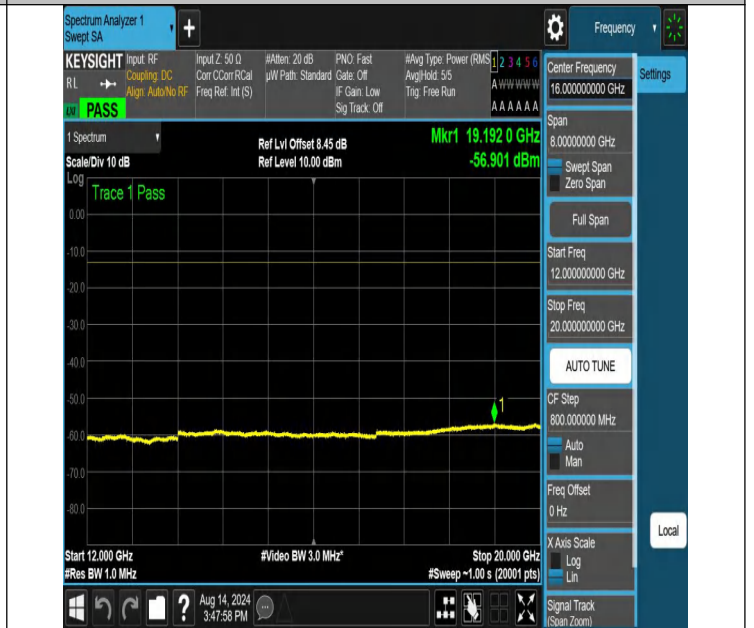 Spectrum Analyzer 1
Swept SA
+
Frequency
KEYSIGHT
RL
PASS
Input: RF
Coupling: DC
Align: Auto/No RF
Input Z: 50 Ω
Corr CCorr RCal
Freq Ref: Int (S)
#Atten: 20 dB
µW Path: Standard
PNO: Fast
Gate: Off
IF Gain: Low
Sig Track: Off
#Avg Type: Power (RMS
Avg|Hold: 5/5
Trig: Free Run
1 2 3 4 5 6
A W W W W W
A A A A A A
Center Frequency
16.000000000 GHz
Settings
Span
8.00000000 GHz
Swept Span
Zero Span
Full Span
Start Freq
12.000000000 GHz
Stop Freq
20.000000000 GHz
AUTO TUNE
CF Step
800.000000 MHz
Auto
Man
Freq Offset
0 Hz
X Axis Scale
Log
Lin
Signal Track
(Span Zoom)
Local
1 Spectrum
Scale/Div 10 dB
Ref Lvl Offset 8.45 dB
Ref Level 10.00 dBm
Mkr1 19.192 0 GHz
-56.901 dBm
Log
Trace 1 Pass
0.00
-10.0
-20.0
-30.0
-40.0
-50.0
-60.0
-70.0
-80.0
1
Start 12.000 GHz
#Res BW 1.0 MHz
#Video BW 3.0 MHz*
Stop 20.000 GHz
#Sweep ~1.00 s (20001 pts)
?
Aug 14, 2024
3:47:58 PM